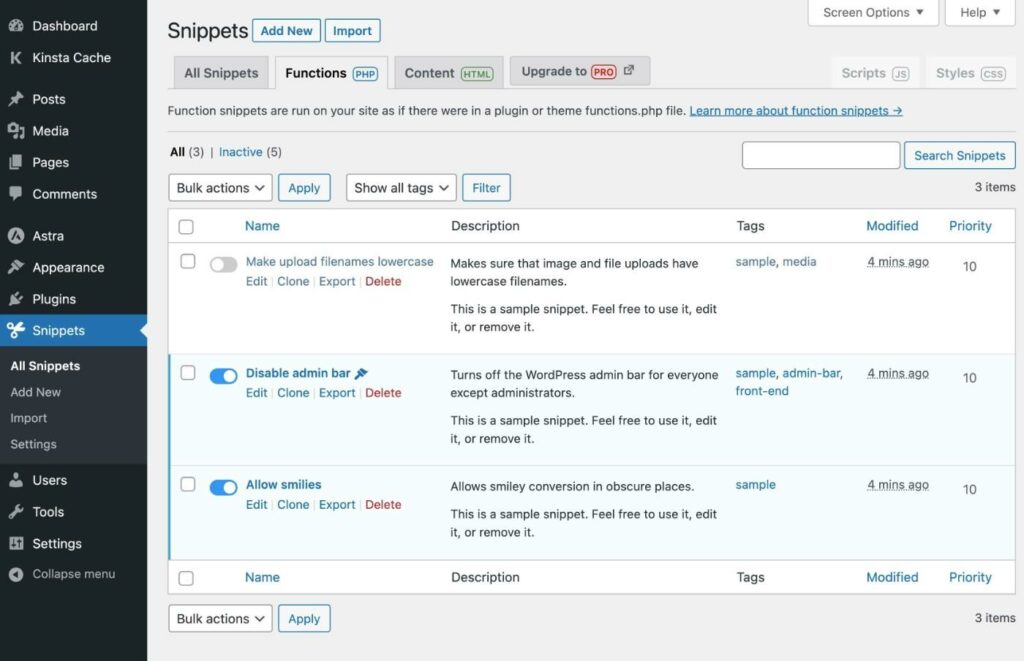 Screen Options ▼
Help ▼
Dashboard
Kinsta Cache
Posts
Media
Pages
Comments
Astra
Appearance
Plugins
Snippets
All Snippets
Add New
Import
Settings
Users
Tools
Settings
Collapse menu
Snippets Add New Import
All Snippets Functions PHP Content HTML Upgrade to PRO Scripts JS Styles CSS
Function snippets are run on your site as if there were in a plugin or theme functions.php file. Learn more about function snippets →
All (3) | Inactive (5)
Search Snippets
Bulk actions Apply Show all tags Filter
3 items
Name Description Tags Modified Priority
Make upload filenames lowercase
Edit | Clone | Export | Delete
Makes sure that image and file uploads have
lowercase filenames.
This is a sample snippet. Feel free to use it, edit
it, or remove it.
sample, media
4 mins ago
10
Disable admin bar
Edit | Clone | Export | Delete
Turns off the WordPress admin bar for everyone
except administrators.
This is a sample snippet. Feel free to use it, edit
it, or remove it.
sample, admin-bar,
front-end
4 mins ago
10
Allow smilies
Edit | Clone | Export | Delete
Allows smiley conversion in obscure places.
This is a sample snippet. Feel free to use it, edit
it, or remove it.
sample
4 mins ago
10
Name Description Tags Modified Priority
Bulk actions Apply
3 items